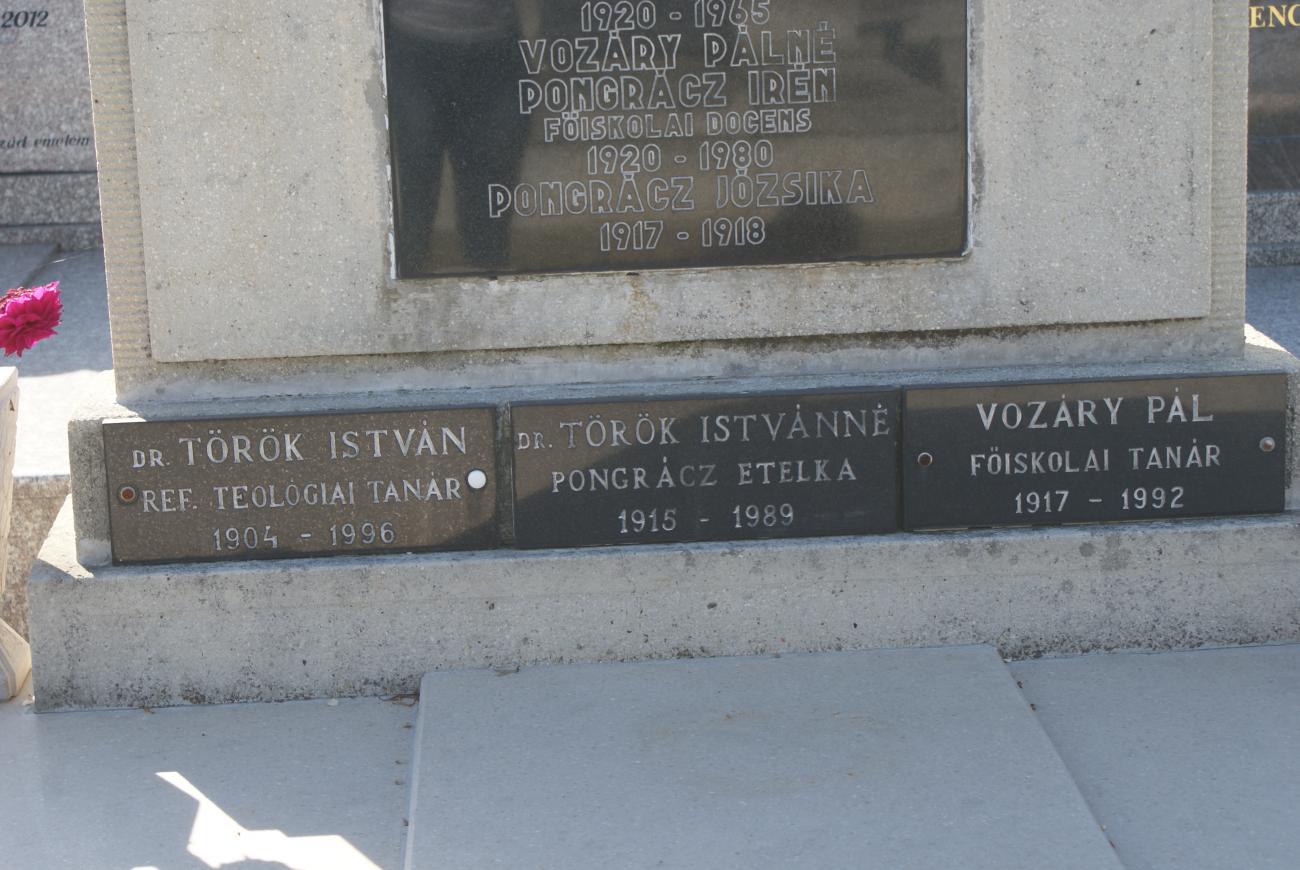 2012
1920 - 1965
VOZÁRY PÁLNÉ
PONGRÁCZ IRÉN
FŐISKOLAI DOCENS
1920 - 1980
PONGRÁCZ JÓZSIKA
1917 - 1918
DR. TÖRÖK ISTVÁN
REF. TEOLÓGIAI TANÁR
1904 - 1996
DR. TÖRÖK ISTVÁNNÉ
PONGRÁCZ ETELKA
1915 - 1989
VOZÁRY PÁL
FŐISKOLAI TANÁR
1917 - 1992